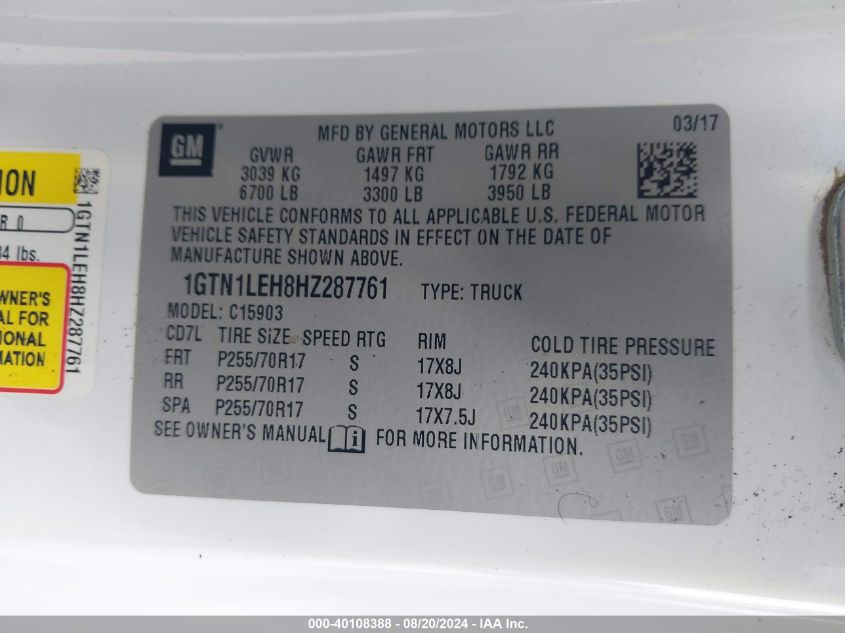 GM
MFD BY GENERAL MOTORS LLC 03/17
GVWR GAWR FRT GAWR RR
3039 KG 1497 KG 1792 KG
6700 LB 3300 LB 3950 LB
THIS VEHICLE CONFORMS TO ALL APPLICABLE U.S. FEDERAL MOTOR
VEHICLE SAFETY STANDARDS IN EFFECT ON THE DATE OF
MANUFACTURE SHOWN ABOVE.
1GTN1LEH8HZ287761 TYPE: TRUCK
MODEL: C15903
CD7L TIRE SIZE SPEED RTG RIM COLD TIRE PRESSURE
FRT P255/70R17 S 17X8J 240KPA(35PSI)
RR P255/70R17 S 17X8J 240KPA(35PSI)
SPA P255/70R17 S 17X7.5J 240KPA(35PSI)
SEE OWNER'S MANUAL FOR MORE INFORMATION.
ION
R 0
34 lbs.
WNER'S
AL FOR
IONAL
MATION
1GTN1LEH8HZ287761
000-40108388 - 08/20/2024 - IAA Inc.